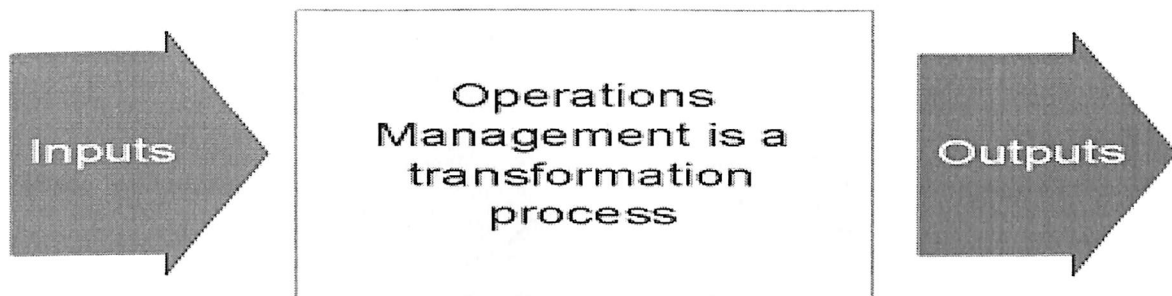 Inputs
Operations
Management is a
transformation
process
Outputs